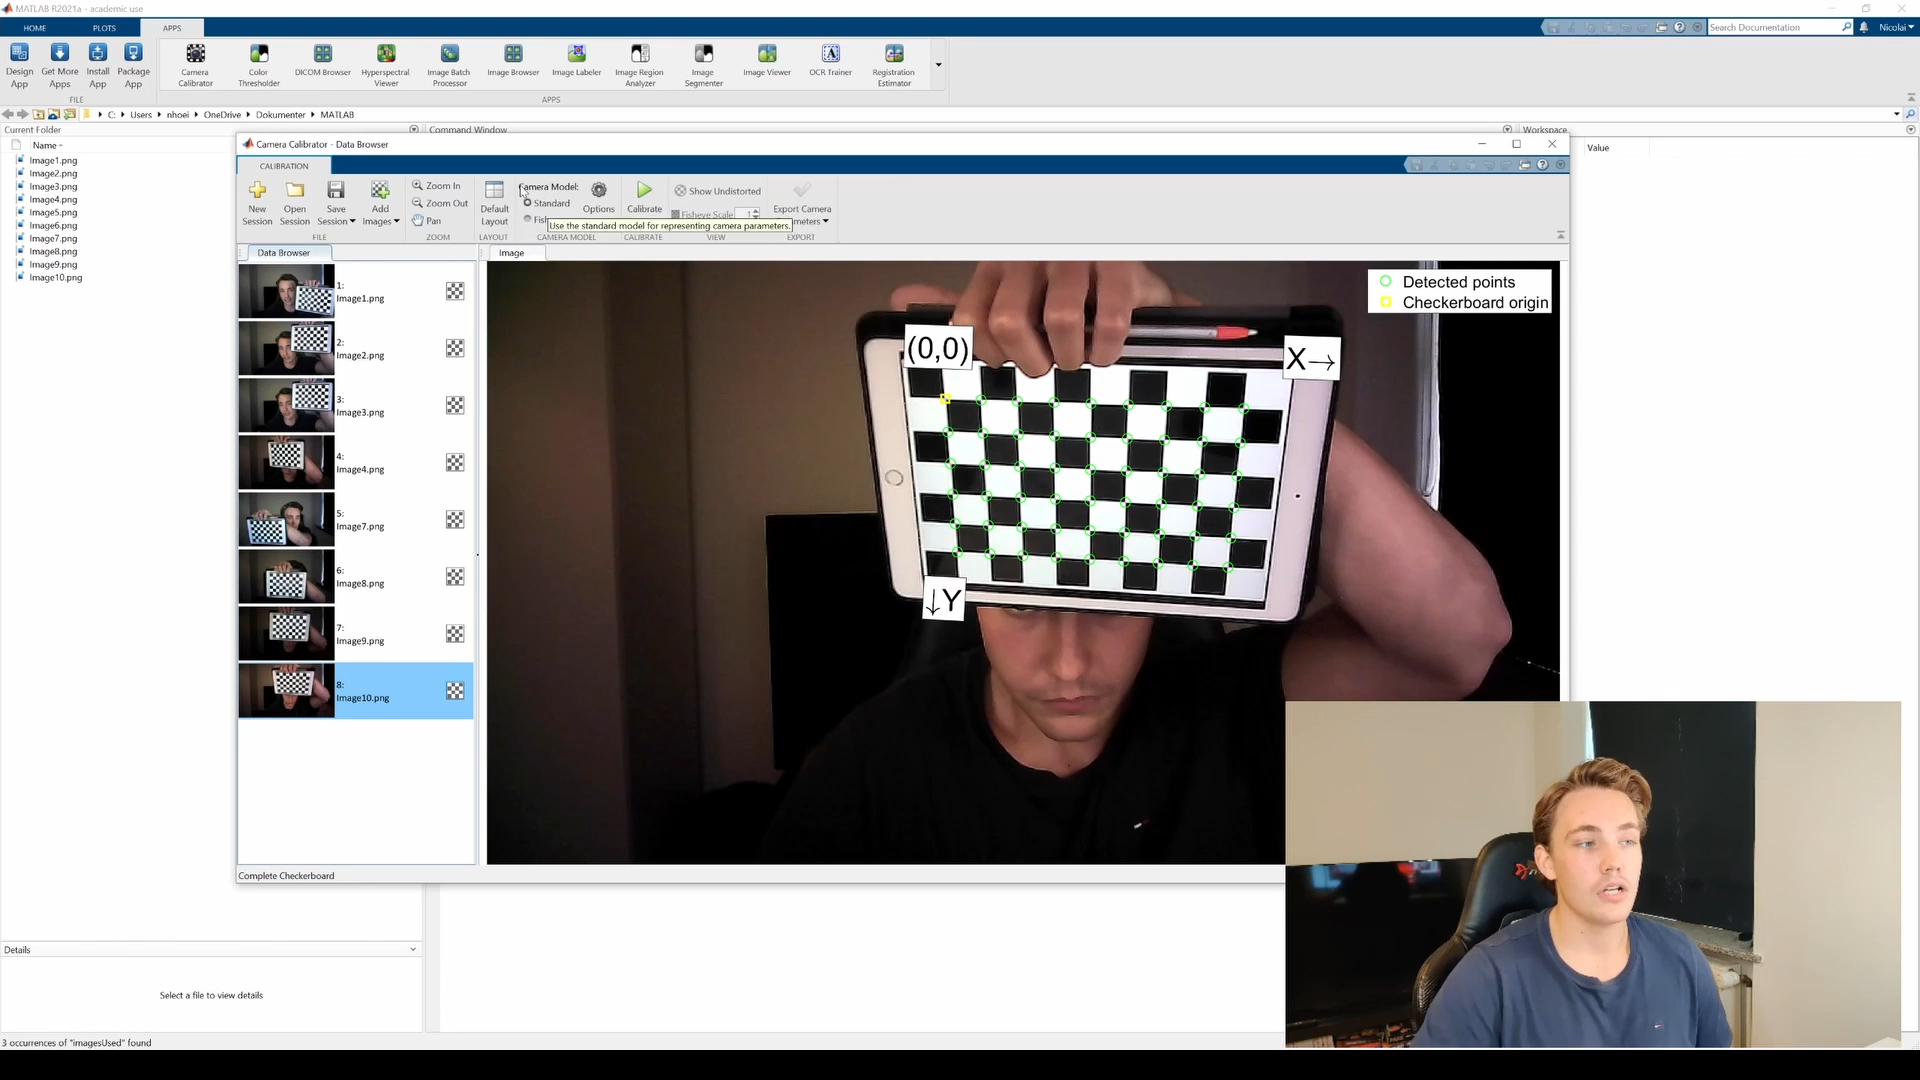 MATLAB R2021a - academic use
HOME PLOTS APPS
Search Documentation
Nicolai
Design App
Get More Apps
Install App
Package App
Camera Calibrator
Color Thresholder
DICOM Browser
Hyperspectral Viewer
Image Batch Processor
Image Browser
Image Labeler
Image Region Analyzer
Image Segmenter
Image Viewer
OCR Trainer
Registration Estimator
FILE
APPS
C: Users nhoei OneDrive Dokumenter MATLAB
Current Folder
Command Window
Workspace
Name
Value
Image1.png
Image2.png
Image3.png
Image4.png
Image5.png
Image6.png
Image7.png
Image8.png
Image9.png
Image10.png
Camera Calibrator - Data Browser
CALIBRATION
New Session
Open Session
Save Session
Add Images
Zoom In
Zoom Out
Pan
Default Layout
Camera Model:
Standard
Fish
Options
Calibrate
Show Undistorted
Fisheye Scale 1
Export Camera
Use the standard model for representing camera parameters.
FILE ZOOM LAYOUT CAMERA MODEL CALIBRATE VIEW EXPORT
Data Browser
Image
1: Image1.png
2: Image2.png
3: Image3.png
4: Image4.png
5: Image7.png
6: Image8.png
7: Image9.png
8: Image10.png
Detected points
Checkerboard origin
(0,0)
X→
↓Y
Complete Checkerboard
Details
Select a file to view details
3 occurrences of "imagesUsed" found